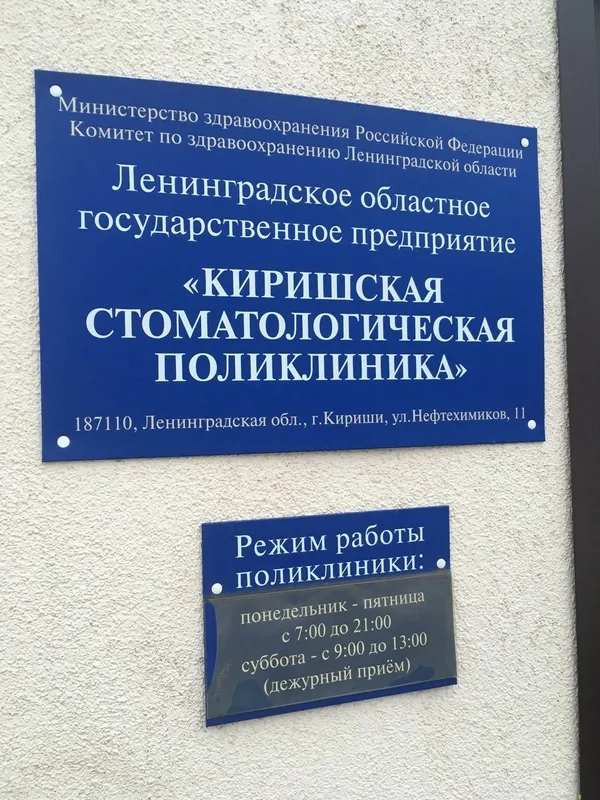 Министерство здравоохранения Российской Федерации
Комитет по здравоохранению Ленинградской области
Ленинградское областное
государственное предприятие
«КИРИШСКАЯ
СТОМАТОЛОГИЧЕСКАЯ
ПОЛИКЛИНИКА»
187110, Ленинградская обл., г.Кириши, ул.Нефтехимиков, 11
Режим работы
поликлиники:
понедельник - пятница
с 7:00 до 21:00
суббота - с 9:00 до 13:00
(дежурный приём)